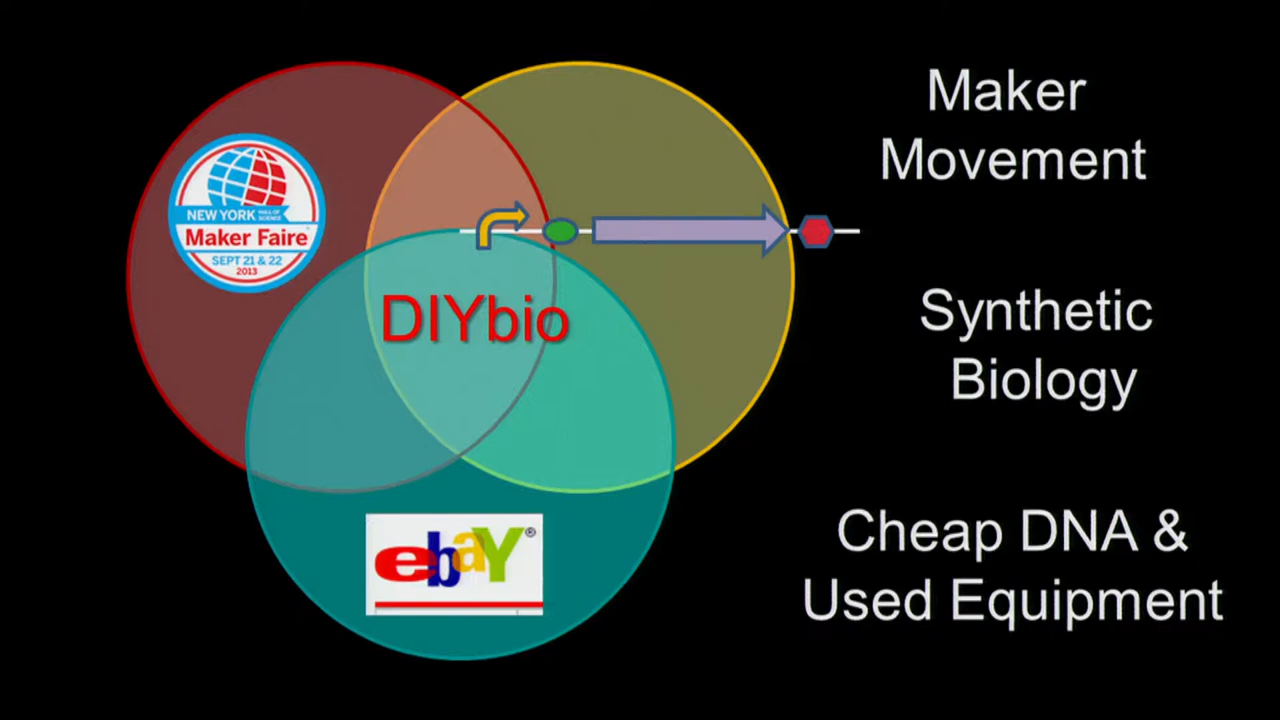 Maker
Movement
NEW YORK HALL OF SCIENCE
Maker Faire™
SEPT 21 & 22
2013
DIYbio
Synthetic
Biology
ebaY®
Cheap DNA &
Used Equipment